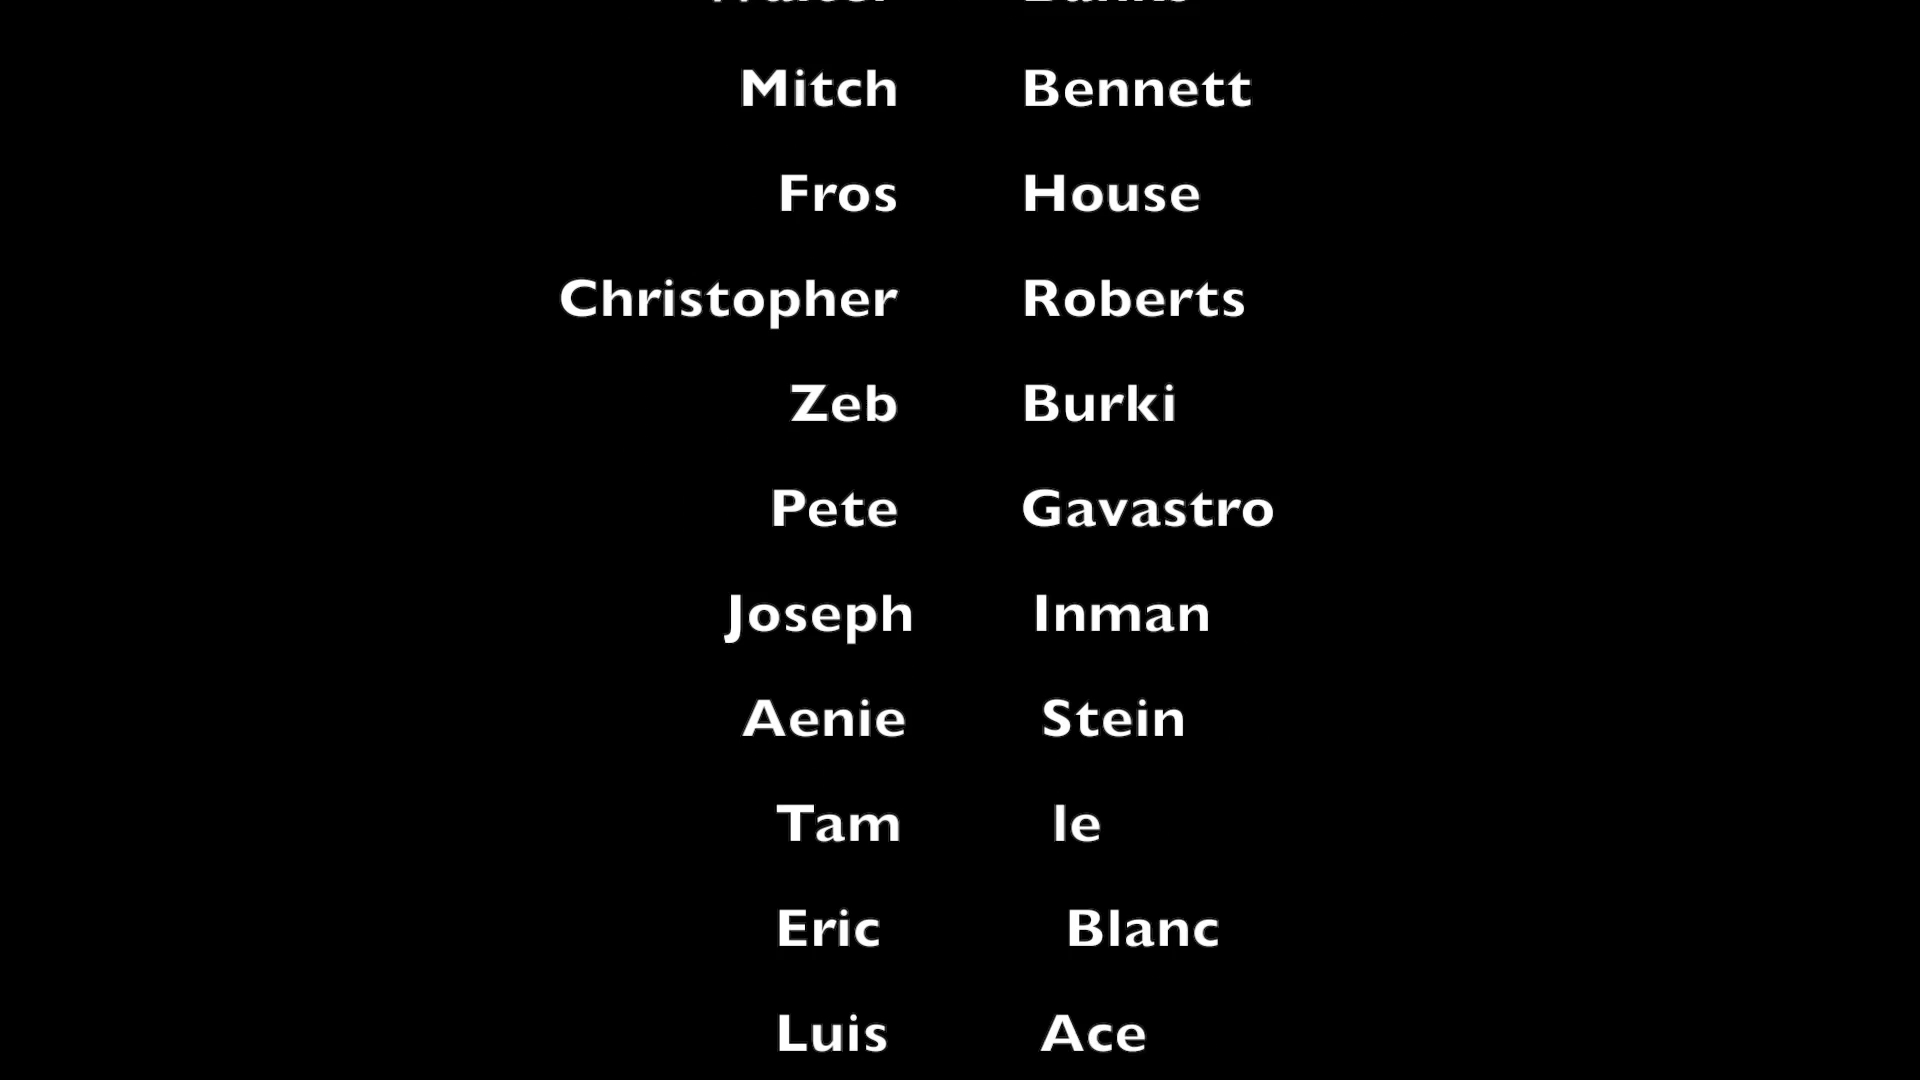 Mitch Bennett
Fros House
Christopher Roberts
Zeb Burki
Pete Gavastro
Joseph Inman
Aenie Stein
Tam le
Eric Blanc
Luis Ace